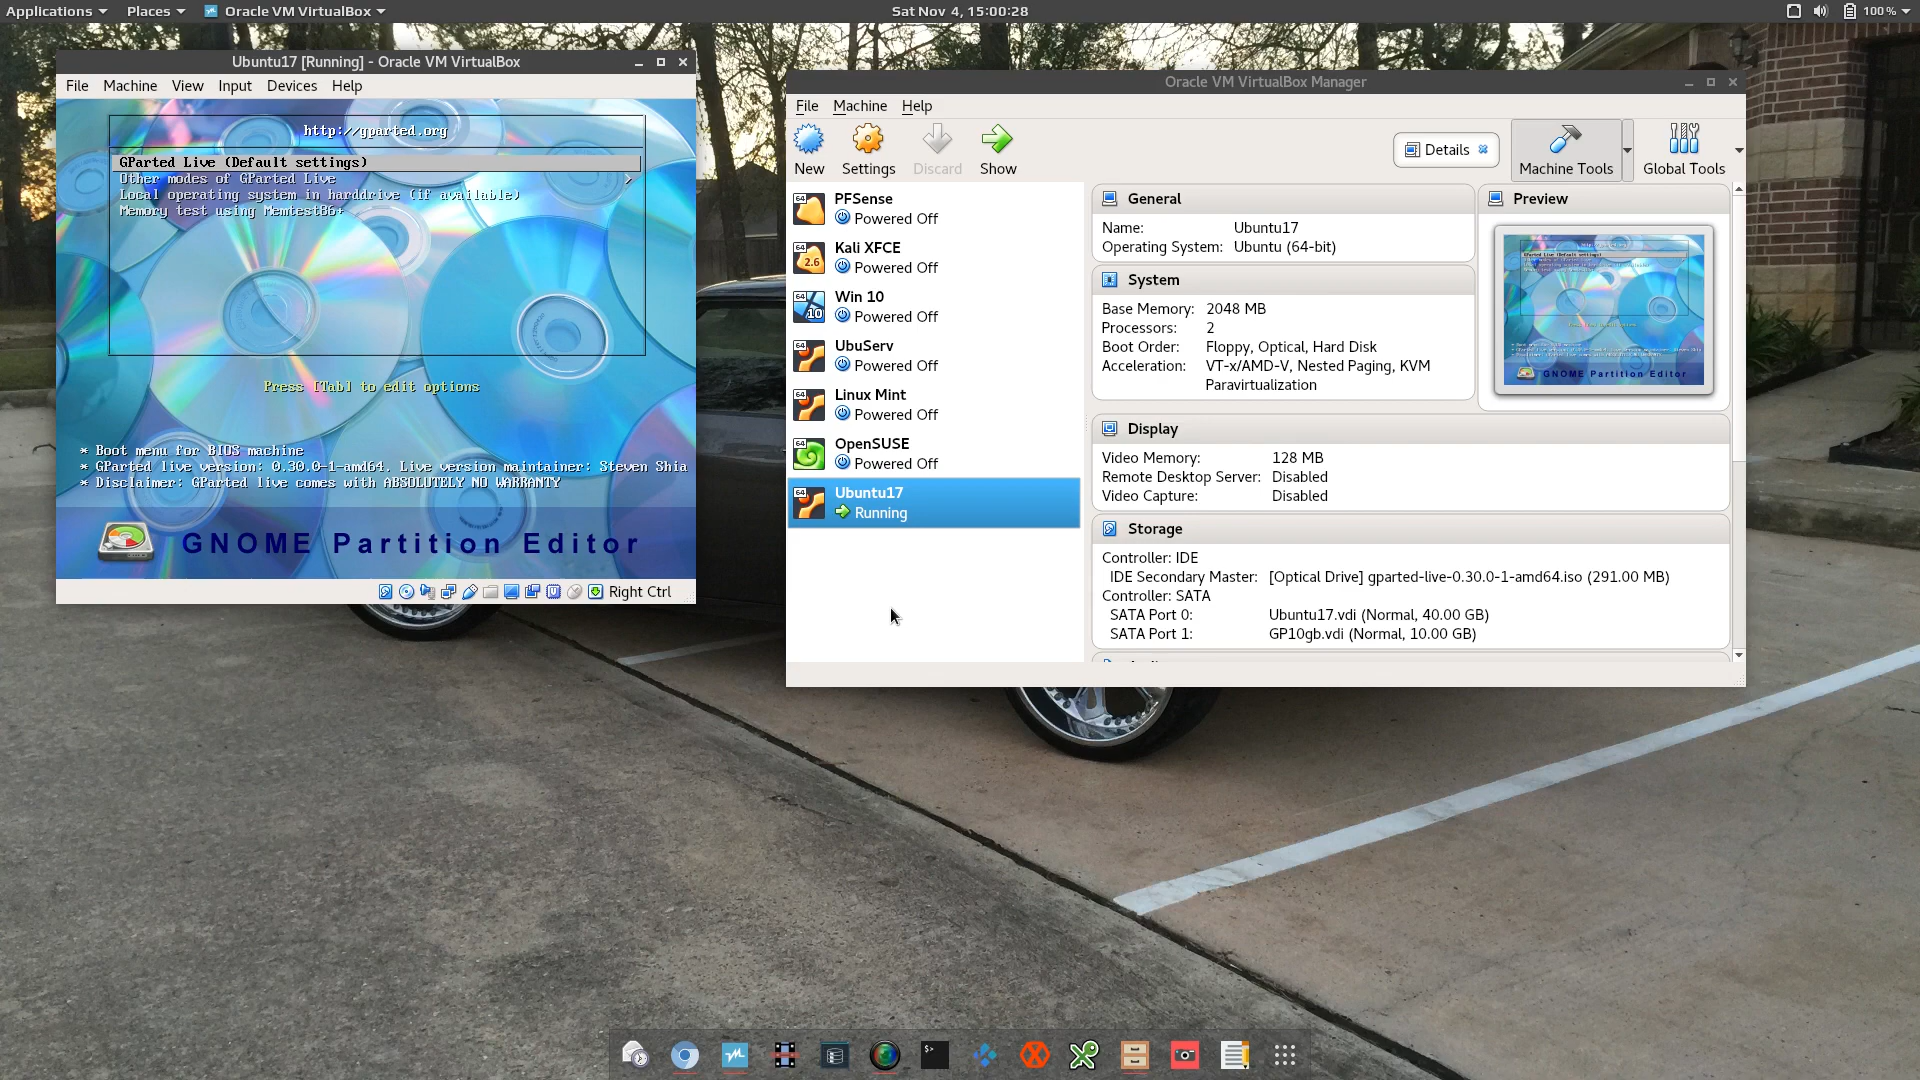 Applications
Places
Oracle VM VirtualBox
Sat Nov 4, 15:00:28
100 %
Ubuntu17 [Running] - Oracle VM VirtualBox
File Machine View Input Devices Help
http://gparted.org
GParted Live (Default settings)
Other modes of GParted Live >
Local operating system in harddrive (if available)
Memory test using Memtest86+
Press [Tab] to edit options
* Boot menu for BIOS machine
* GParted live version: 0.30.0-1-amd64. Live version maintainer: Steven Shia
* Disclaimer: GParted live comes with ABSOLUTELY NO WARRANTY
GNOME Partition Editor
Right Ctrl
Oracle VM VirtualBox Manager
File Machine Help
New Settings Discard Show
Details
Machine Tools
Global Tools
64
PFSense
Powered Off
64 2.6
Kali XFCE
Powered Off
64 10
Win 10
Powered Off
64
UbuServ
Powered Off
64
Linux Mint
Powered Off
64
OpenSUSE
Powered Off
64
Ubuntu17
Running
General
Name: Ubuntu17
Operating System: Ubuntu (64-bit)
System
Base Memory: 2048 MB
Processors: 2
Boot Order: Floppy, Optical, Hard Disk
Acceleration: VT-x/AMD-V, Nested Paging, KVM
Paravirtualization
Preview
GNOME Partition Editor
Display
Video Memory: 128 MB
Remote Desktop Server: Disabled
Video Capture: Disabled
Storage
Controller: IDE
IDE Secondary Master: [Optical Drive] gparted-live-0.30.0-1-amd64.iso (291.00 MB)
Controller: SATA
SATA Port 0: Ubuntu17.vdi (Normal, 40.00 GB)
SATA Port 1: GP10gb.vdi (Normal, 10.00 GB)
$>